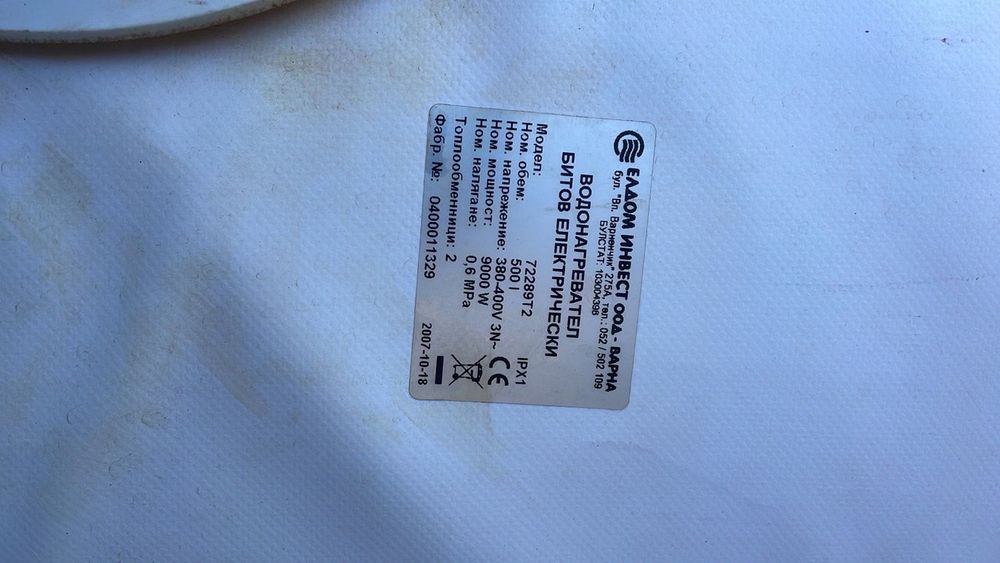 ЕЛДОМ ИНВЕСТ ООД - ВАРНА
бул. "Вл. Варненчик" 275А, тел.: 052 / 502 109
БУЛСТАТ: 103004398
ВОДОНАГРЕВАТЕЛ
БИТОВ ЕЛЕКТРИЧЕСКИ
Модел: 72289T2 IPX1
Ном. обем: 500 l
Ном. напрежение: 380-400V 3N~ CE
Ном. мощност: 9000 W
Ном. налягане: 0,6 MPa
Топлообменници: 2
Фабр. №: 0400011329 2007-10-18